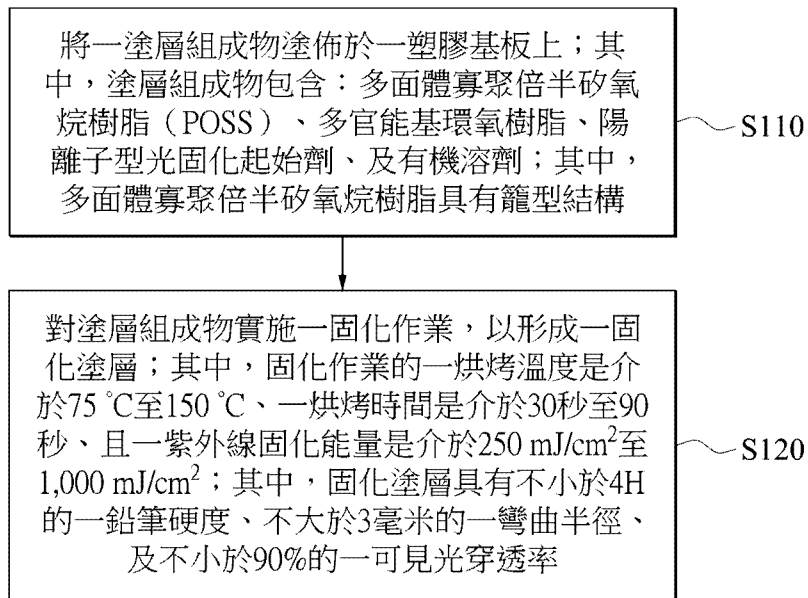 將一塗層組成物塗佈於一塑膠基板上；其
中，塗層組成物包含：多面體寡聚倍半矽氧
烷樹脂（POSS）、多官能基環氧樹脂、陽
離子型光固化起始劑、及有機溶劑；其中，
多面體寡聚倍半矽氧烷樹脂具有籠型結構
S110
對塗層組成物實施一固化作業，以形成一固
化塗層；其中，固化作業的一烘烤溫度是介
於75 °C至150 °C、一烘烤時間是介於30秒至90
秒、且一紫外線固化能量是介於250 mJ/cm²至
1,000 mJ/cm²；其中，固化塗層具有不小於4H
的一鉛筆硬度、不大於3毫米的一彎曲半徑、
及不小於90%的一可見光穿透率
S120